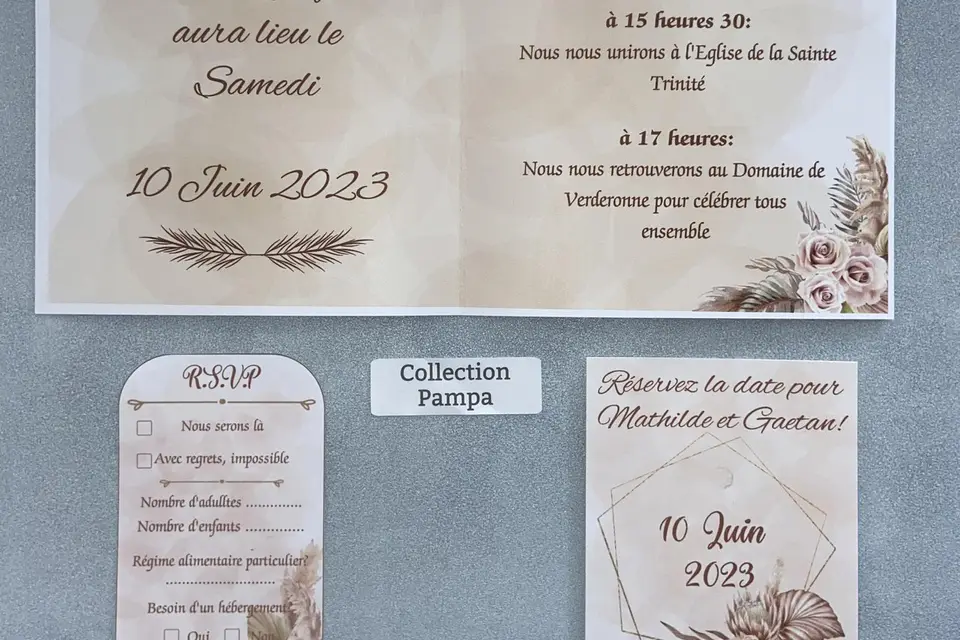 aura lieu le
Samedi
10 Juin 2023
à 15 heures 30:
Nous nous unirons à l'Eglise de la Sainte
Trinité
à 17 heures:
Nous nous retrouverons au Domaine de
Verderonne pour célébrer tous
ensemble
R.S.V.P
Nous serons là
Avec regrets, impossible
Nombre d'adulltes ..............
Nombre d'enfants ..............
Régime alimentaire particulier?
...........................
Besoin d'un hébergement?
Oui Non
Collection
Pampa
Réservez la date pour
Mathilde et Gaetan!
10 Juin
2023